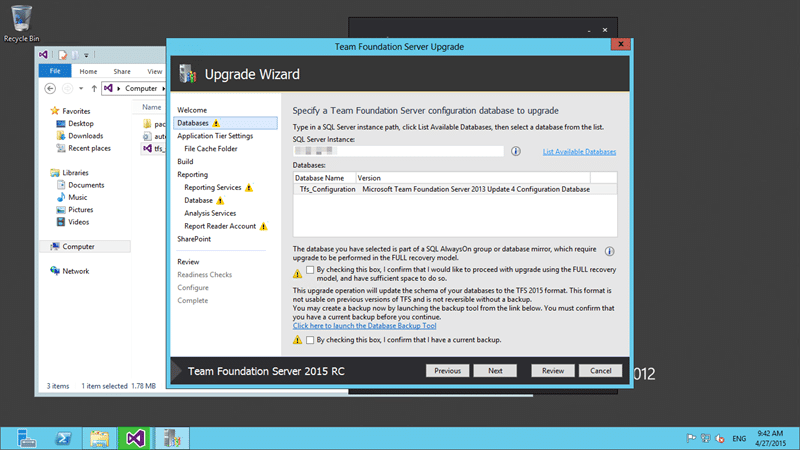 Recycle Bin
Team Foundation Server Upgrade
x
Upgrade Wizard
File
Home
Share
View
Computer
Name
Favorites
Desktop
Downloads
Recent places
Libraries
Documents
Music
Pictures
Videos
Computer
Network
pac
auto
tfs_
3 items
1 item selected 1.78 MB
Welcome
Databases
Application Tier Settings
File Cache Folder
Build
Reporting
Reporting Services
Database
Analysis Services
Report Reader Account
SharePoint
Review
Readiness Checks
Configure
Complete
Specify a Team Foundation Server configuration database to upgrade
Type in a SQL Server instance path, click List Available Databases, then select a database from the list.
SQL Server Instance:
List Available Databases
Databases:
Database Name Version
Tfs_Configuration Microsoft Team Foundation Server 2013 Update 4 Configuration Database
The database you have selected is part of a SQL AlwaysOn group or database mirror, which require
upgrade to be performed in the FULL recovery model.
By checking this box, I confirm that I would like to proceed with upgrade using the FULL recovery
model, and have sufficient space to do so.
This upgrade operation will update the schema of your databases to the TFS 2015 format. This format is
not usable on previous versions of TFS and is not reversible without a backup.
You may create a backup now by launching the backup tool from the link below. You must confirm that
you have a current backup before you continue.
Click here to launch the Database Backup Tool
By checking this box, I confirm that I have a current backup.
Team Foundation Server 2015 RC
Previous
Next
Review
Cancel
012
ENG
9:42 AM
4/27/2015